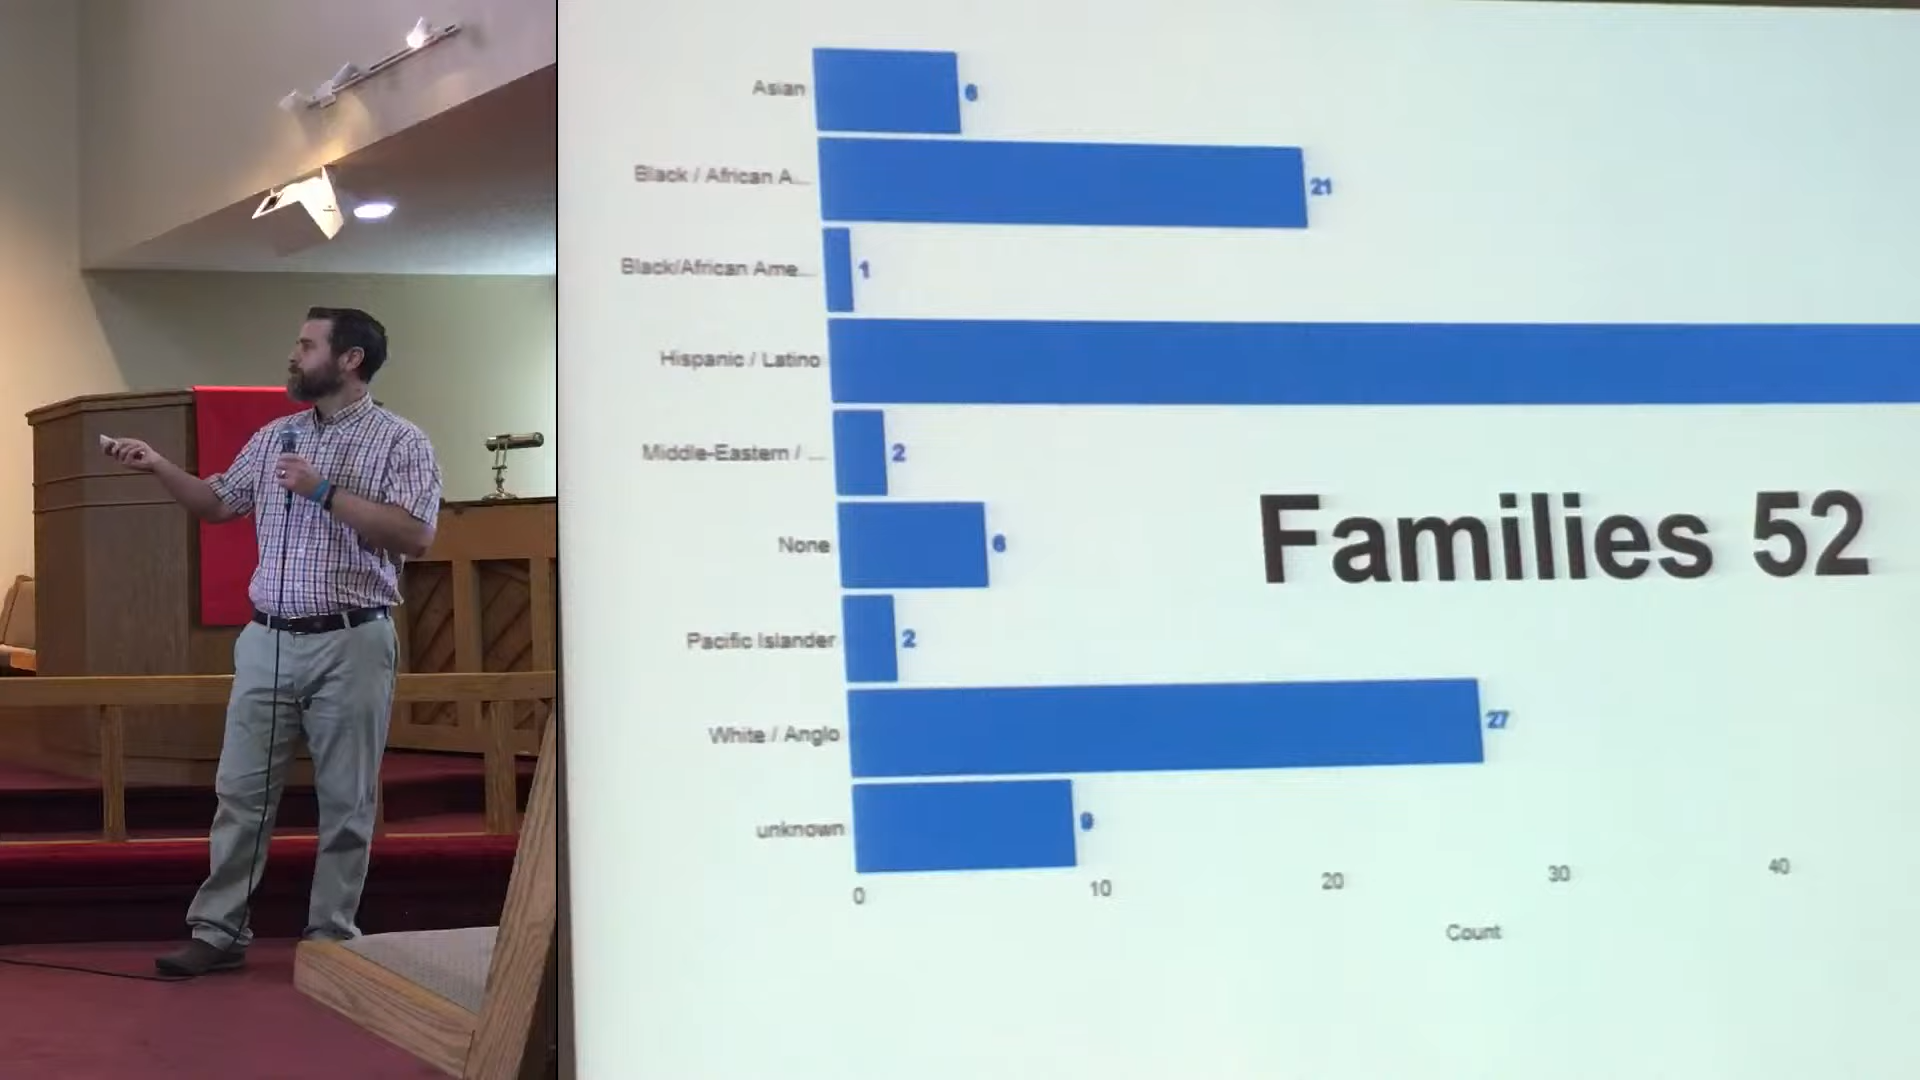 Asian 6
Black / African A... 21
Black/African Ame... 1
Hispanic / Latino
Middle-Eastern / ... 2
None 6
Families 52
Pacific Islander 2
White / Anglo 27
unknown 9
0 10 20 30 40
Count